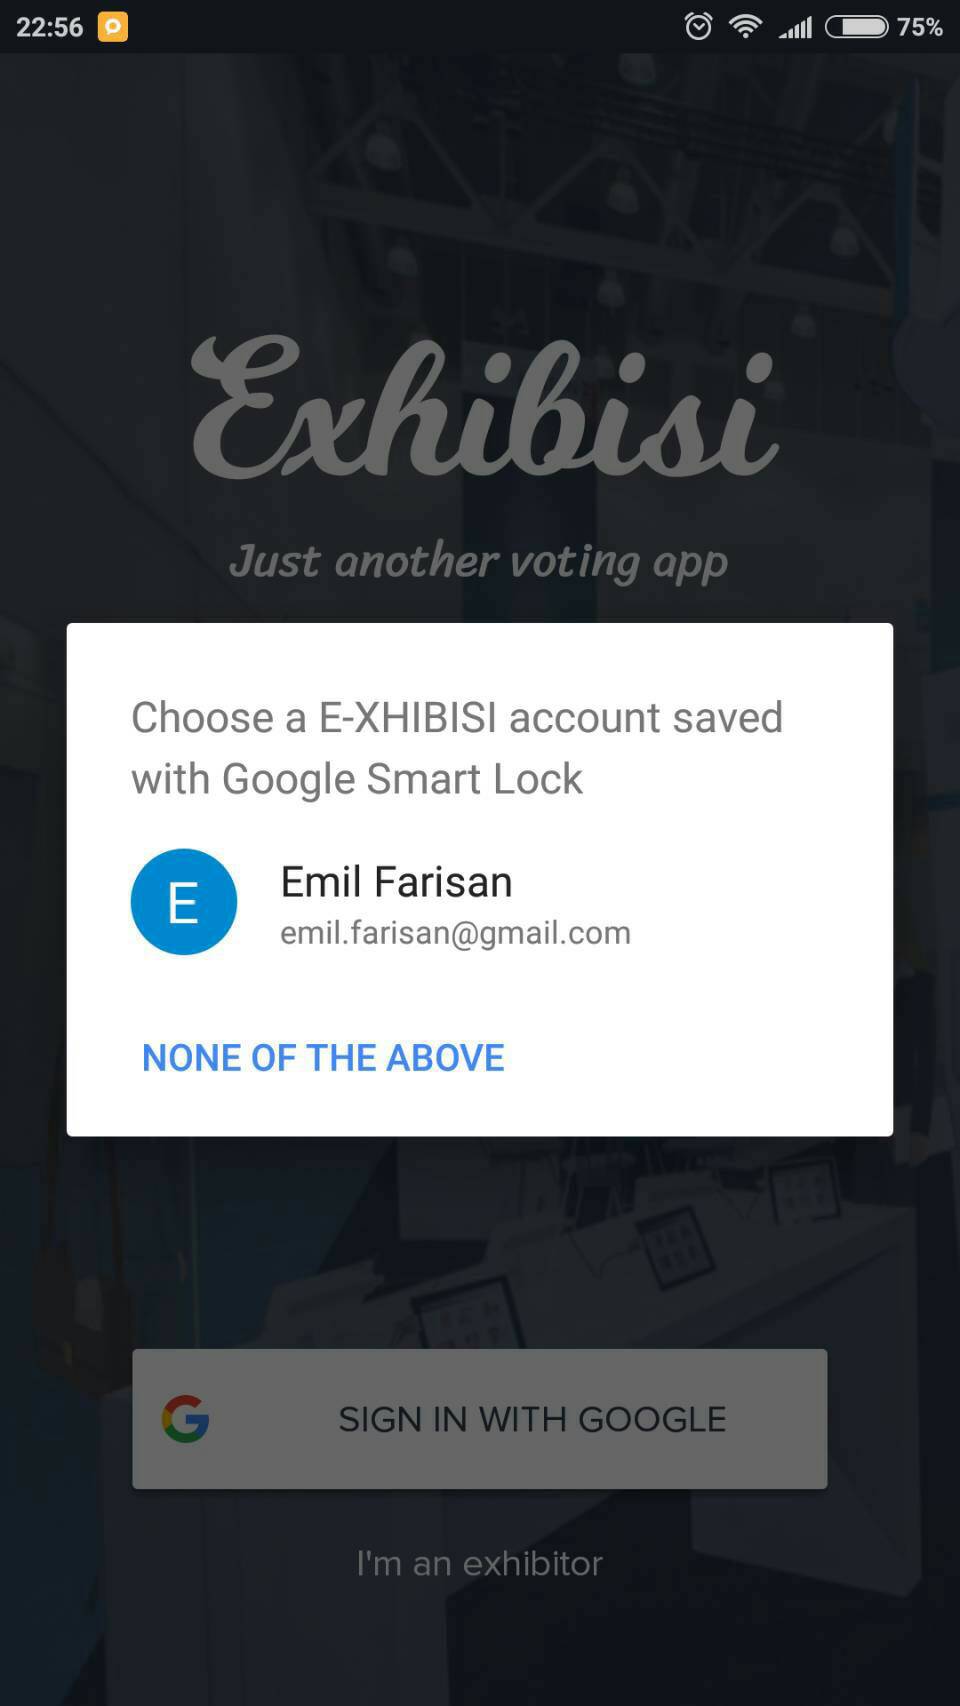 22:56
75%
Exhibisi
Just another voting app
Choose a E-XHIBISI account saved
with Google Smart Lock
E
Emil Farisan
emil.farisan@gmail.com
NONE OF THE ABOVE
SIGN IN WITH GOOGLE
I'm an exhibitor